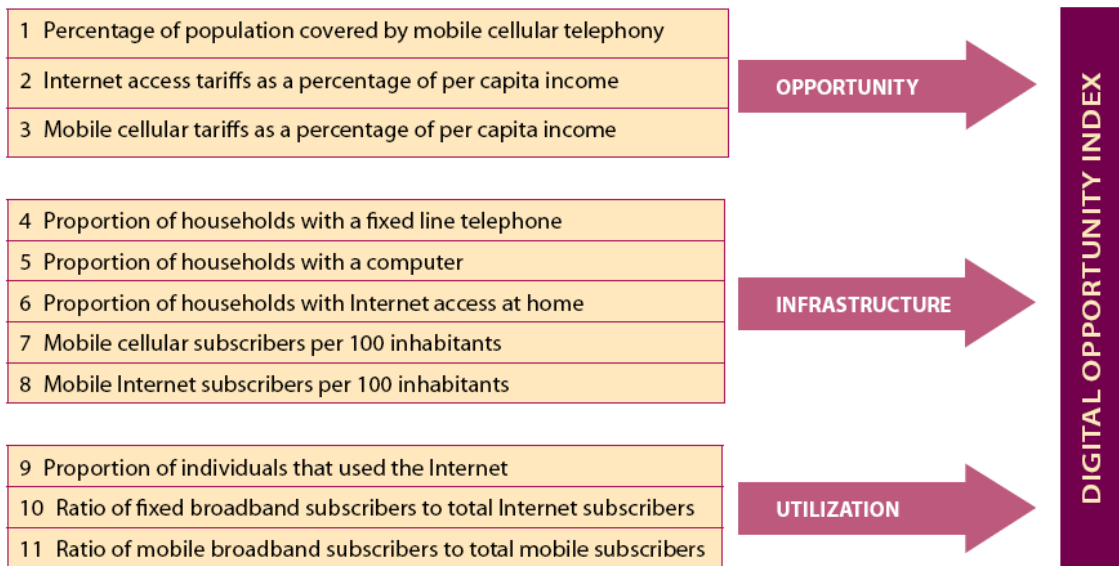 1 Percentage of population covered by mobile cellular telephony
2 Internet access tariffs as a percentage of per capita income
3 Mobile cellular tariffs as a percentage of per capita income
OPPORTUNITY
4 Proportion of households with a fixed line telephone
5 Proportion of households with a computer
6 Proportion of households with Internet access at home
7 Mobile cellular subscribers per 100 inhabitants
8 Mobile Internet subscribers per 100 inhabitants
INFRASTRUCTURE
9 Proportion of individuals that used the Internet
10 Ratio of fixed broadband subscribers to total Internet subscribers
11 Ratio of mobile broadband subscribers to total mobile subscribers
UTILIZATION
DIGITAL OPPORTUNITY INDEX